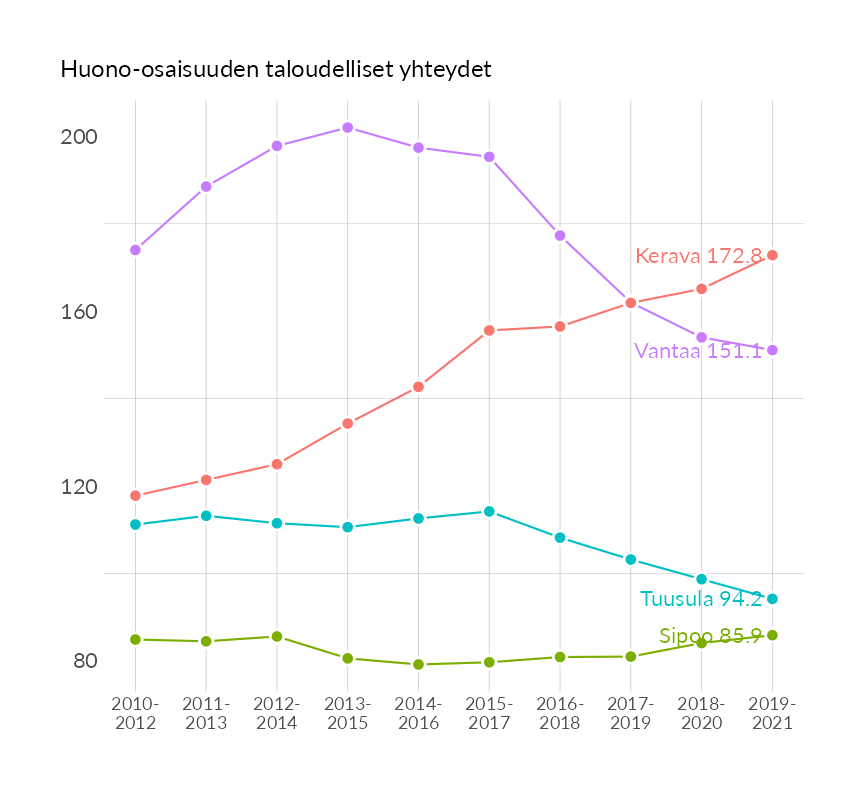 Huono-osaisuuden taloudelliset yhteydet
200
160
120
80
Kerava 172.8
Vantaa 151.1
Tuusula 94.2
Sipoo 85.9
2010- 2011- 2012- 2013- 2014- 2015- 2016- 2017- 2018- 2019-
2012 2013 2014 2015 2016 2017 2018 2019 2020 2021